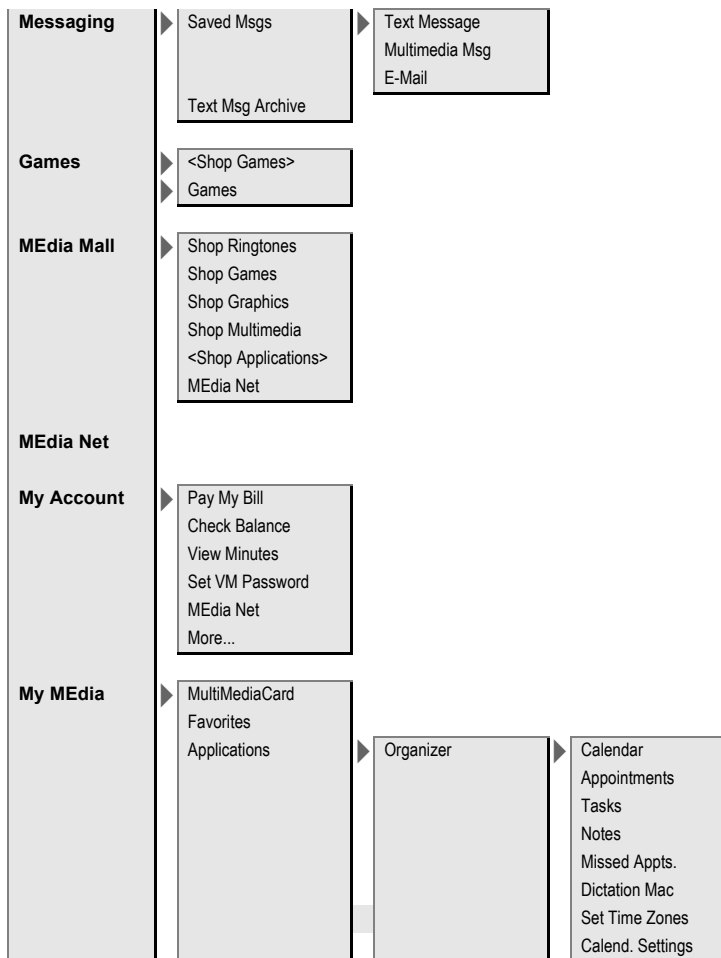 Messaging Saved Msgs Text Message
Multimedia Msg
E-Mail
Text Msg Archive
Games <Shop Games>
Games
MEdia Mall Shop Ringtones
Shop Games
Shop Graphics
Shop Multimedia
<Shop Applications>
MEdia Net
MEdia Net
My Account Pay My Bill
Check Balance
View Minutes
Set VM Password
MEdia Net
More...
My MEdia MultiMediaCard
Favorites
Applications Organizer Calendar
Appointments
Tasks
Notes
Missed Appts.
Dictation Mac
Set Time Zones
Calend. Settings